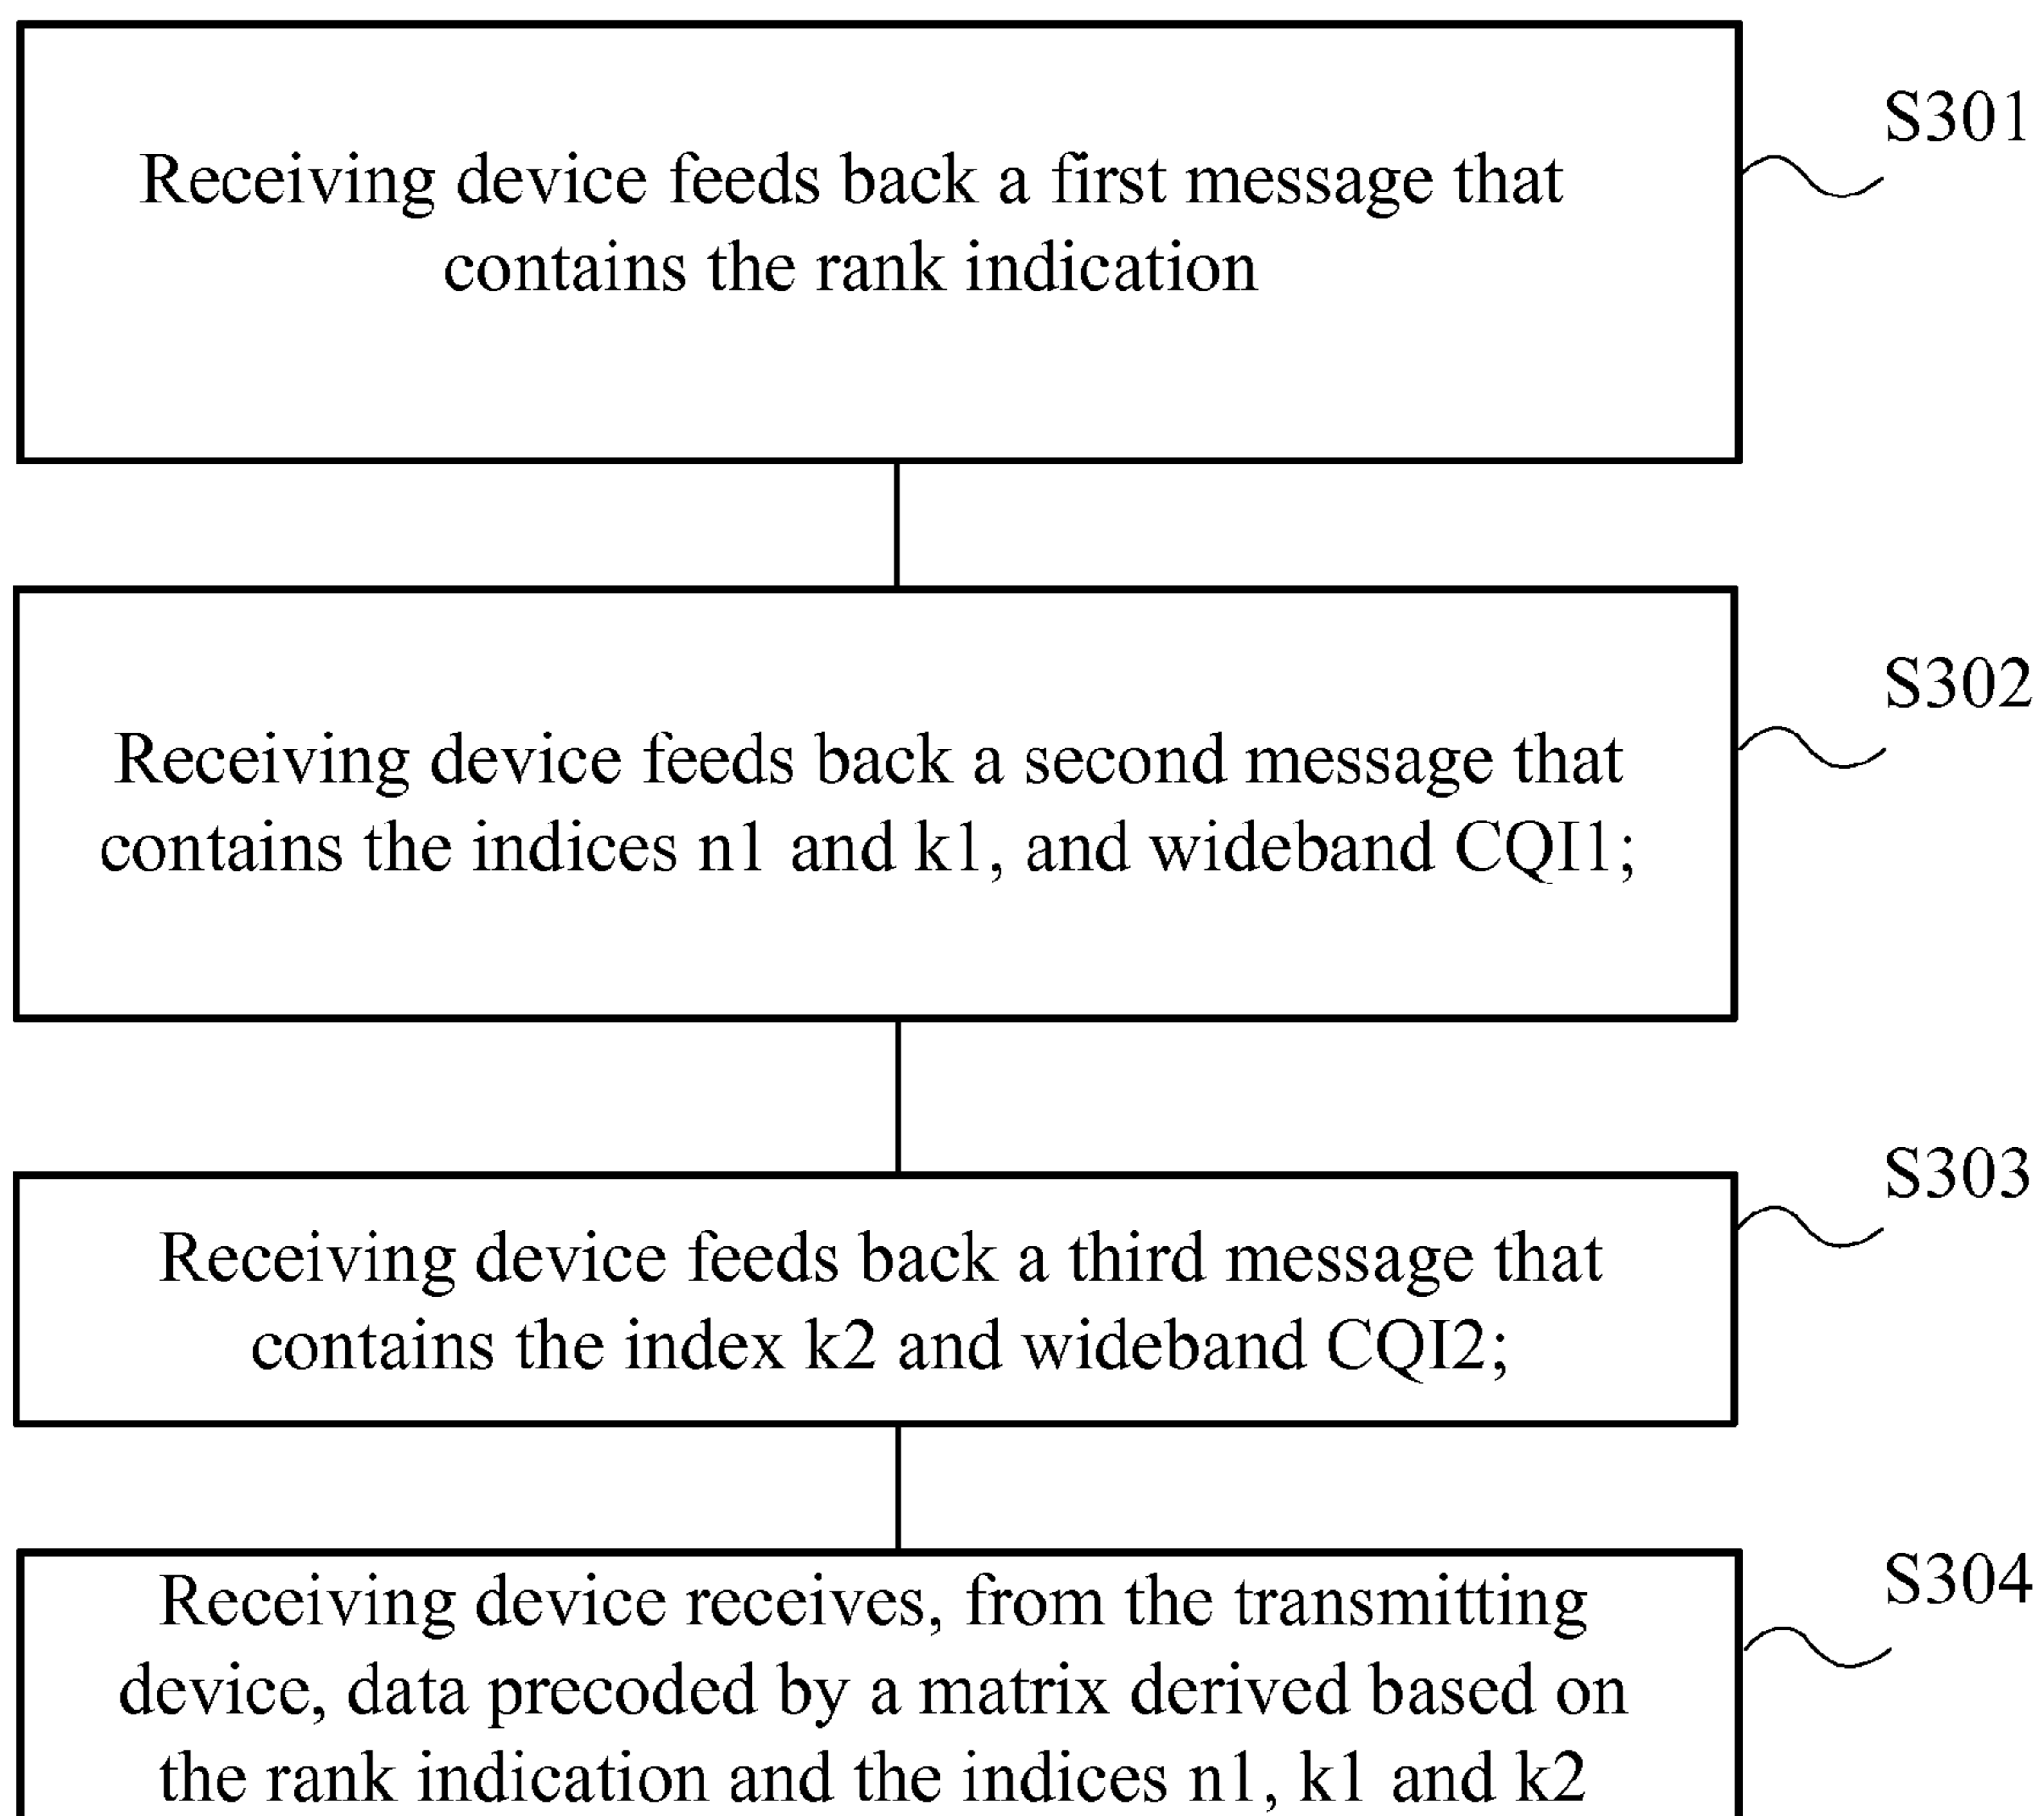 S301
Receiving device feeds back a first message that
contains the rank indication
S302
Receiving device feeds back a second message that
contains the indices n1 and k1, and wideband CQI1;
S303
Receiving device feeds back a third message that
contains the index k2 and wideband CQI2;
S304
Receiving device receives, from the transmitting
device, data precoded by a matrix derived based on
the rank indication and the indices n1, k1 and k2